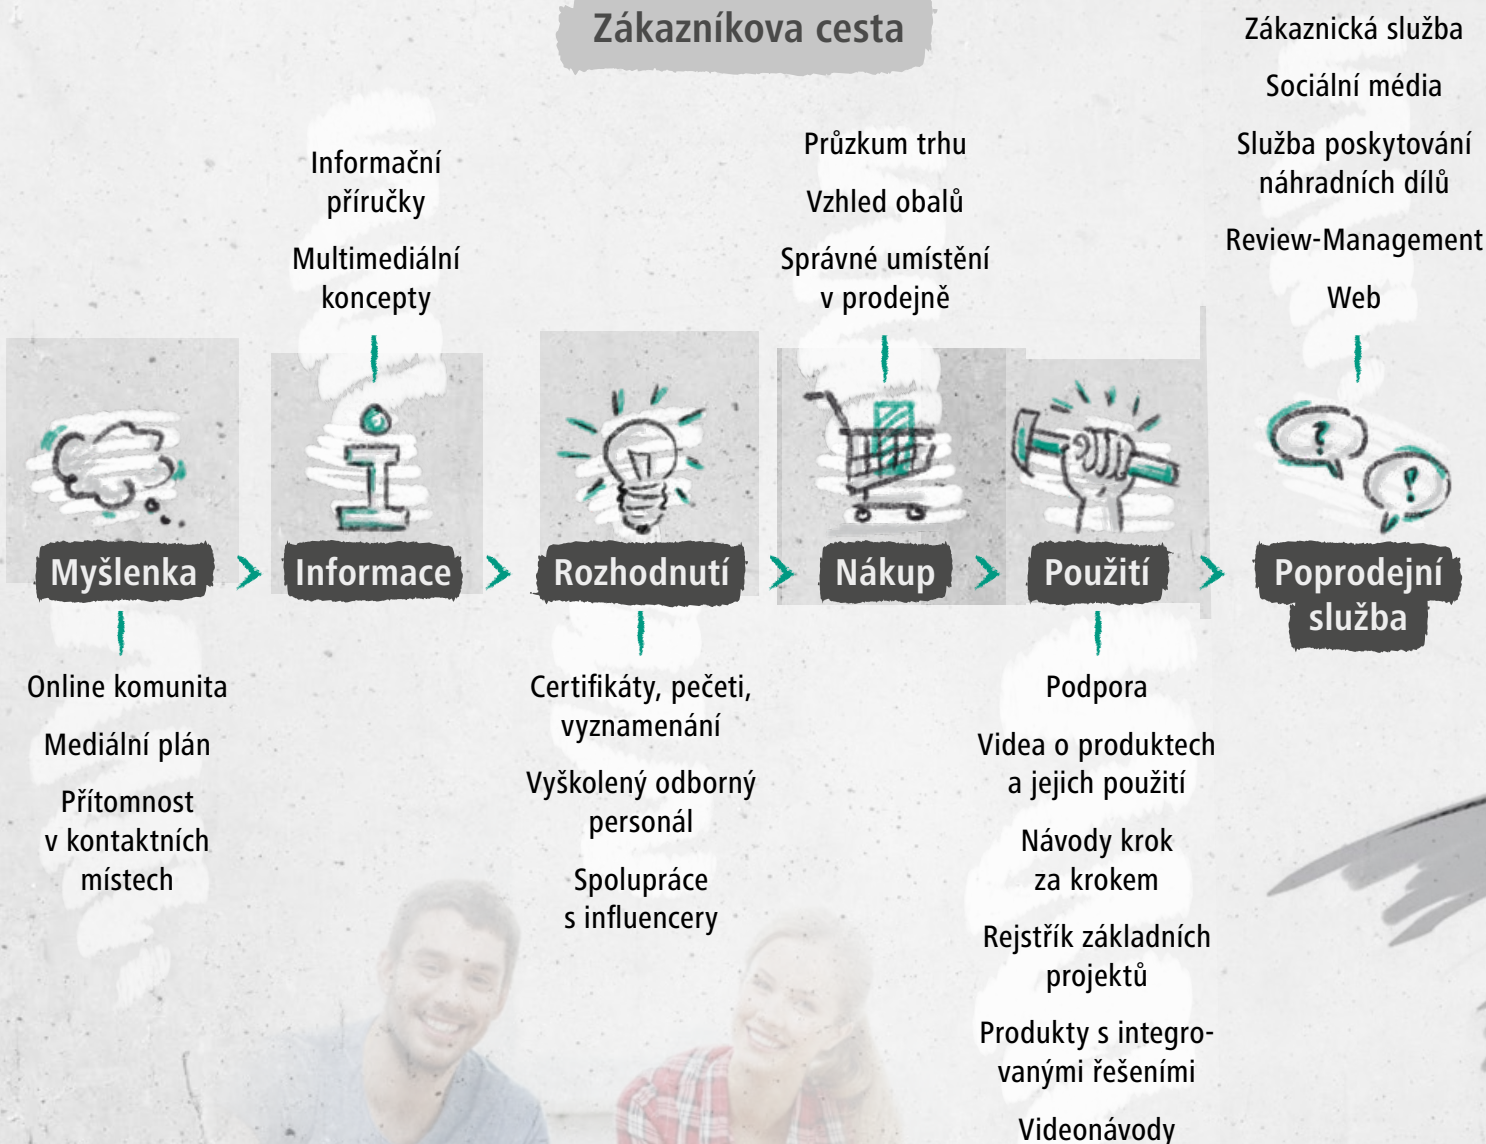 Zákazníkova cesta
Myšlenka
Online komunita
Mediální plán
Přítomnost
v kontaktních
místech
Informační
příručky
Multimediální
koncepty
Informace
Rozhodnutí
Certifikáty, pečeti,
vyznamenání
Vyškolený odborný
personál
Spolupráce
s influencery
Průzkum trhu
Vzhled obalů
Správné umístění
v prodejně
Nákup
Použití
Podpora
Videa o produktech
a jejich použití
Návody krok
za krokem
Rejstřík základních
projektů
Produkty s integro-
vanými řešeními
Videonávody
Zákaznická služba
Sociální média
Služba poskytování
náhradních dílů
Review-Management
Web
?
!
Poprodejní
služba